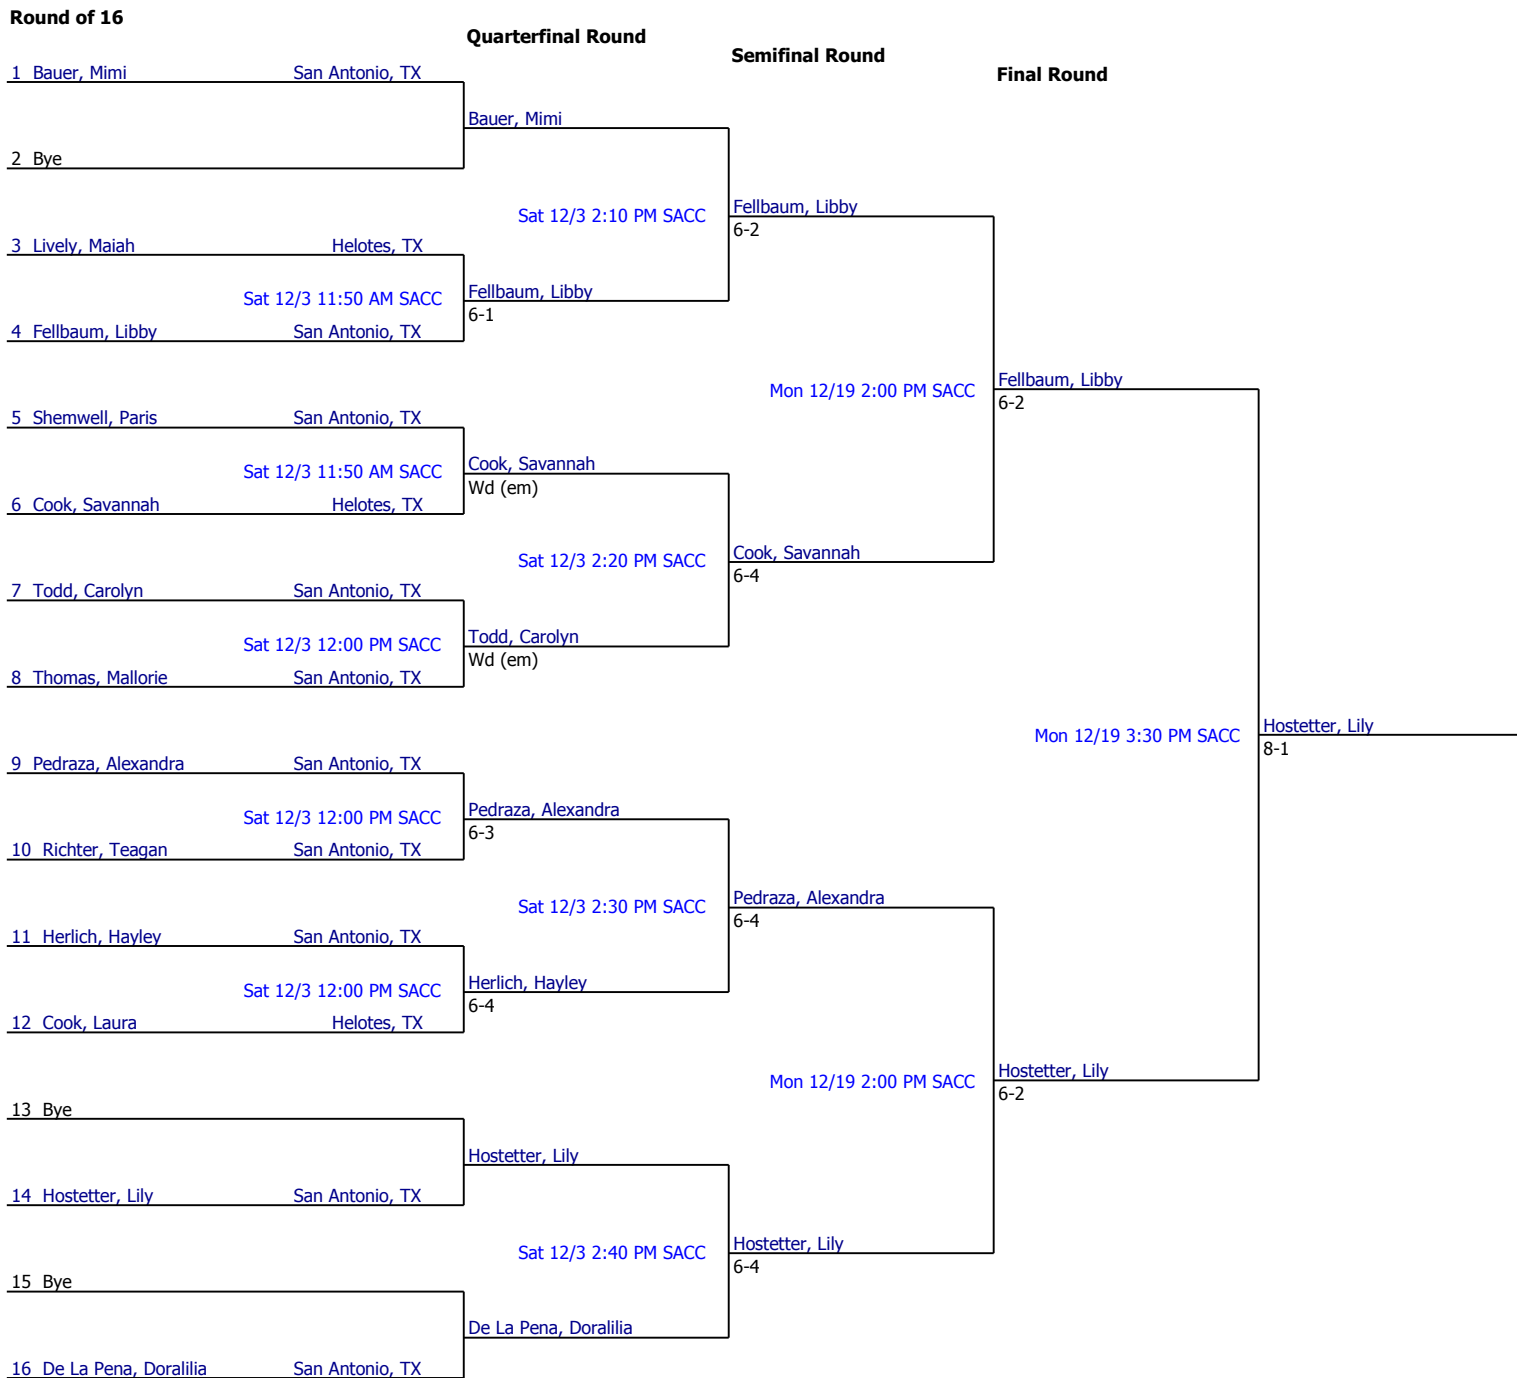 Round of 16
Quarterfinal Round
Semifinal Round
Final Round
1 Bauer, Mimi San Antonio, TX
Bauer, Mimi
2 Bye
Sat 12/3 2:10 PM SACC
Fellbaum, Libby
6-2
3 Lively, Maiah Helotes, TX
Sat 12/3 11:50 AM SACC
Fellbaum, Libby
6-1
4 Fellbaum, Libby San Antonio, TX
Mon 12/19 2:00 PM SACC
Fellbaum, Libby
6-2
5 Shemwell, Paris San Antonio, TX
Sat 12/3 11:50 AM SACC
Cook, Savannah
Wd (em)
6 Cook, Savannah Helotes, TX
Sat 12/3 2:20 PM SACC
Cook, Savannah
6-4
7 Todd, Carolyn San Antonio, TX
Sat 12/3 12:00 PM SACC
Todd, Carolyn
Wd (em)
8 Thomas, Mallorie San Antonio, TX
Mon 12/19 3:30 PM SACC
Hostetter, Lily
8-1
9 Pedraza, Alexandra San Antonio, TX
Sat 12/3 12:00 PM SACC
Pedraza, Alexandra
6-3
10 Richter, Teagan San Antonio, TX
Sat 12/3 2:30 PM SACC
Pedraza, Alexandra
6-4
11 Herlich, Hayley San Antonio, TX
Sat 12/3 12:00 PM SACC
Herlich, Hayley
6-4
12 Cook, Laura Helotes, TX
Mon 12/19 2:00 PM SACC
Hostetter, Lily
6-2
13 Bye
Hostetter, Lily
14 Hostetter, Lily San Antonio, TX
Sat 12/3 2:40 PM SACC
Hostetter, Lily
6-4
15 Bye
De La Pena, Doralilia
16 De La Pena, Doralilia San Antonio, TX